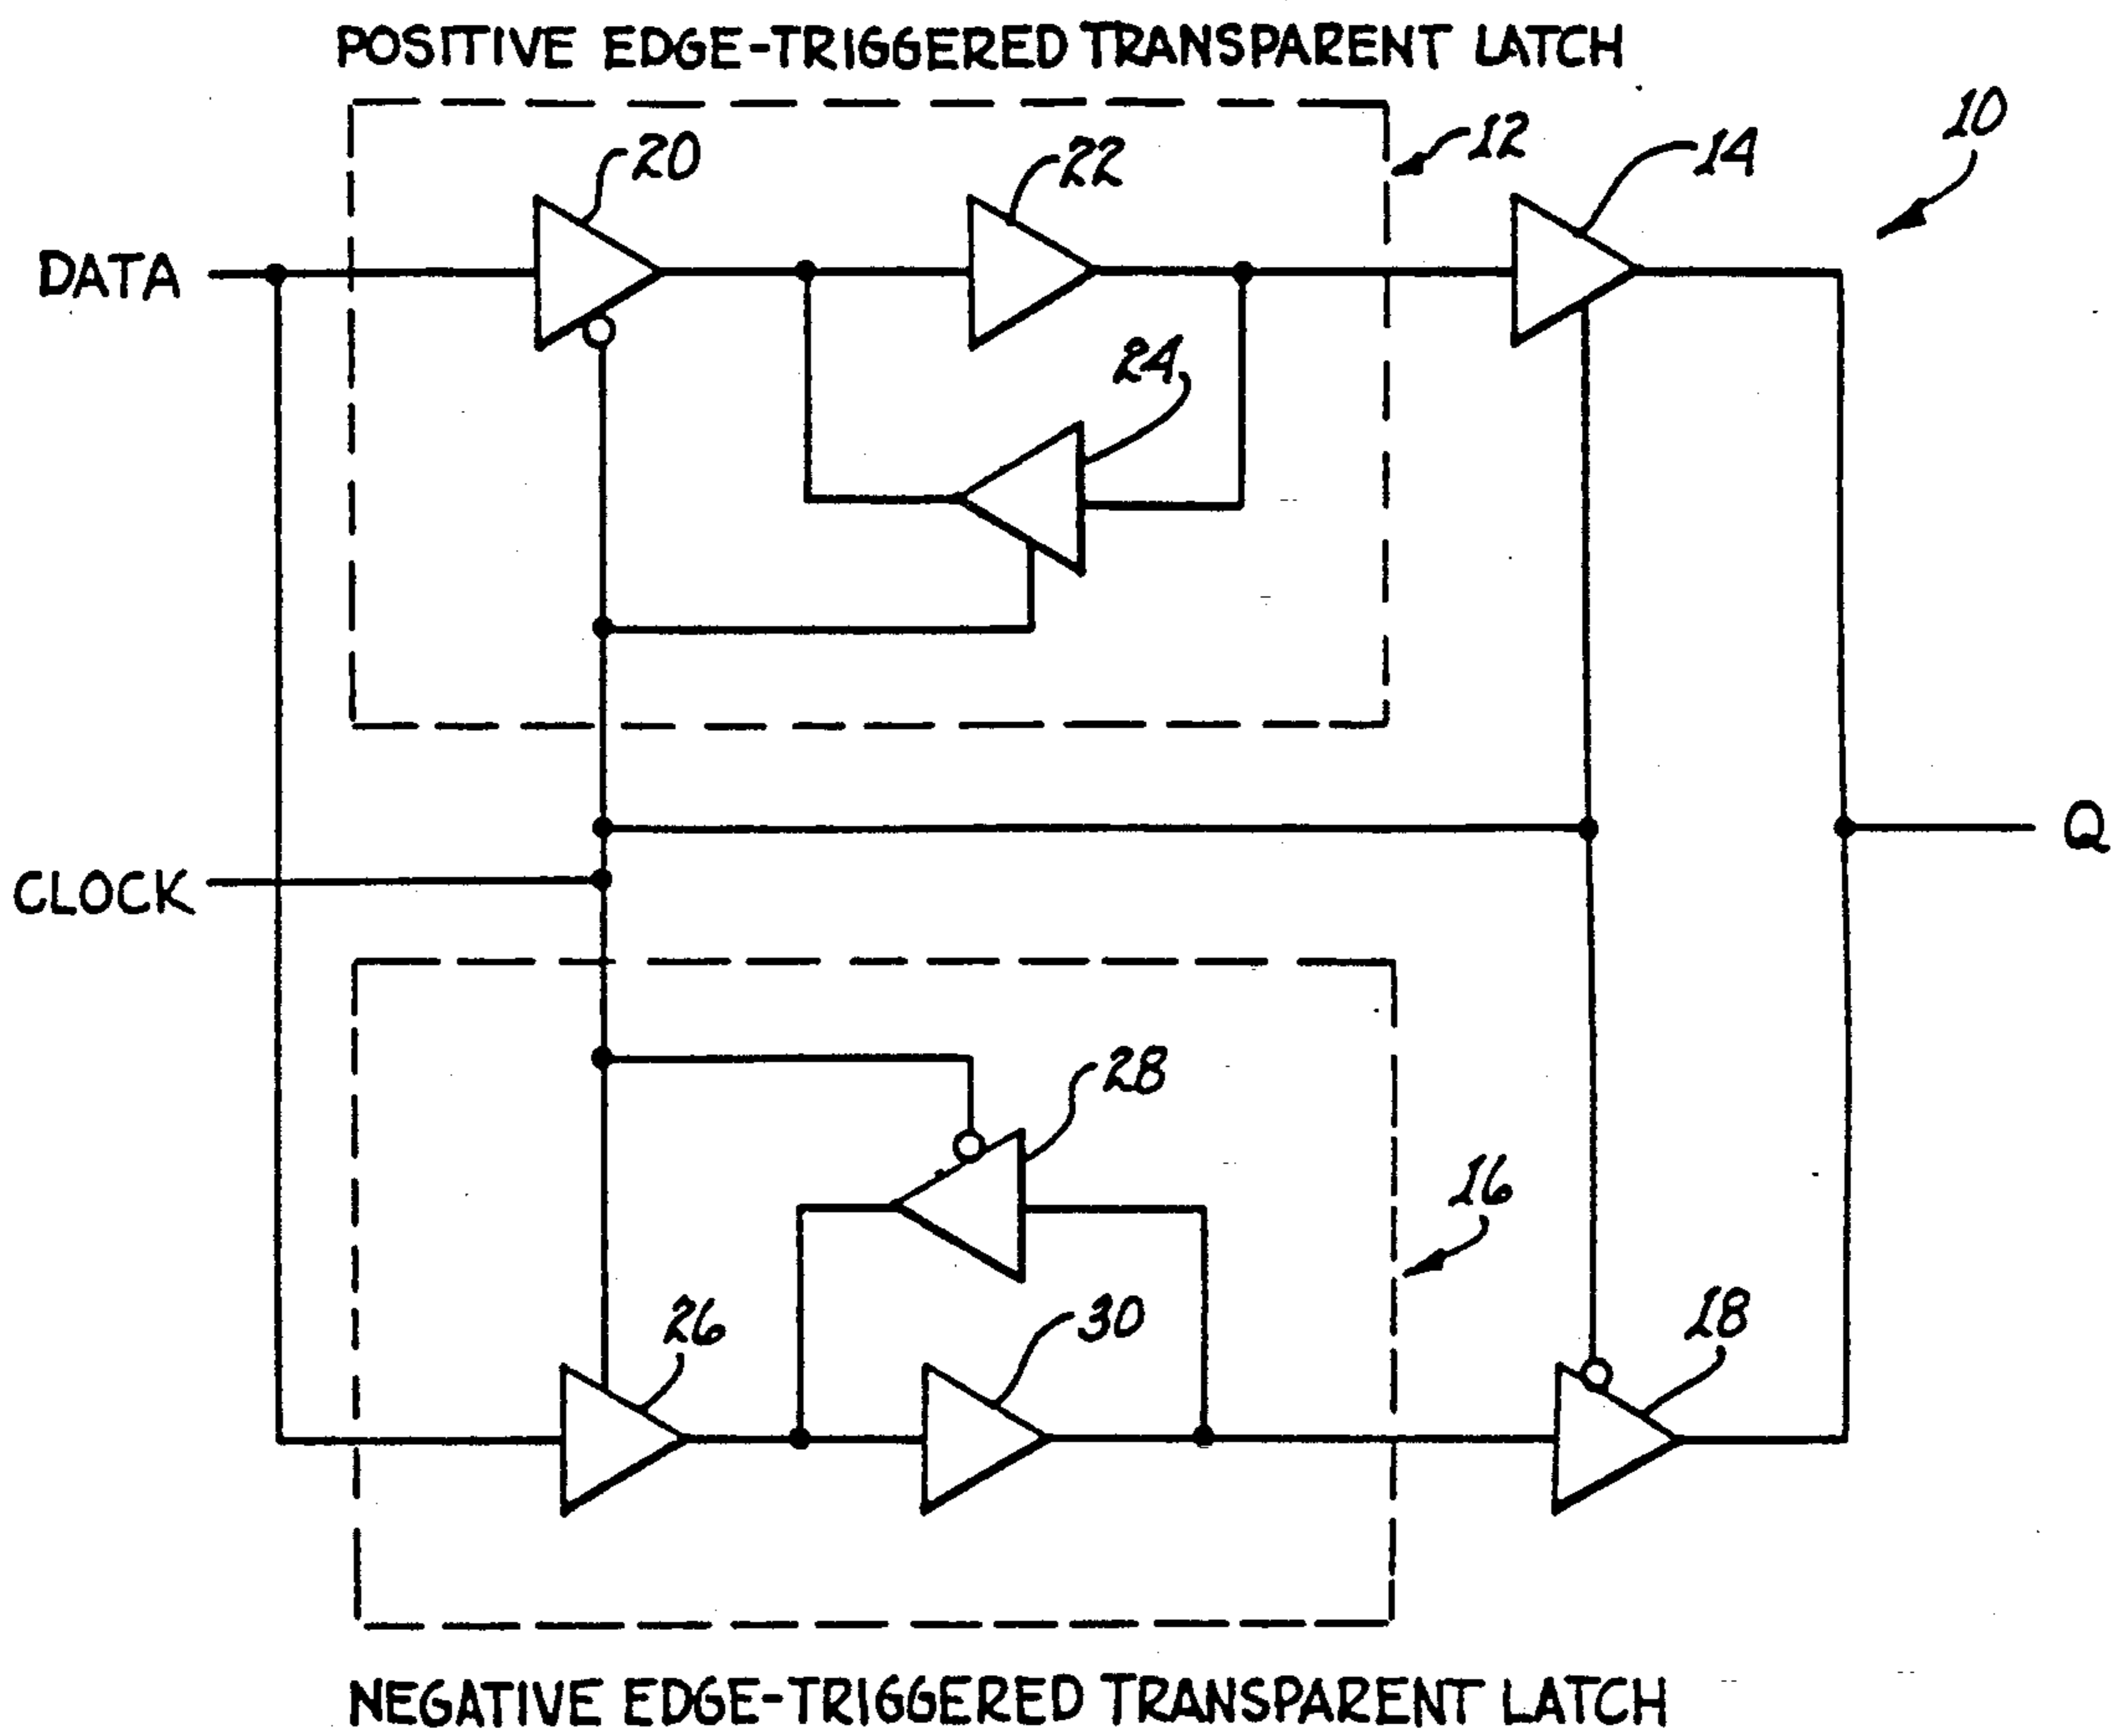 POSITIVE EDGE-TRIGGERED TRANSPARENT LATCH
10
12
14
20
22
DATA
24
Q
CLOCK
28
16
26
30
18
NEGATIVE EDGE-TRIGGERED TRANSPARENT LATCH